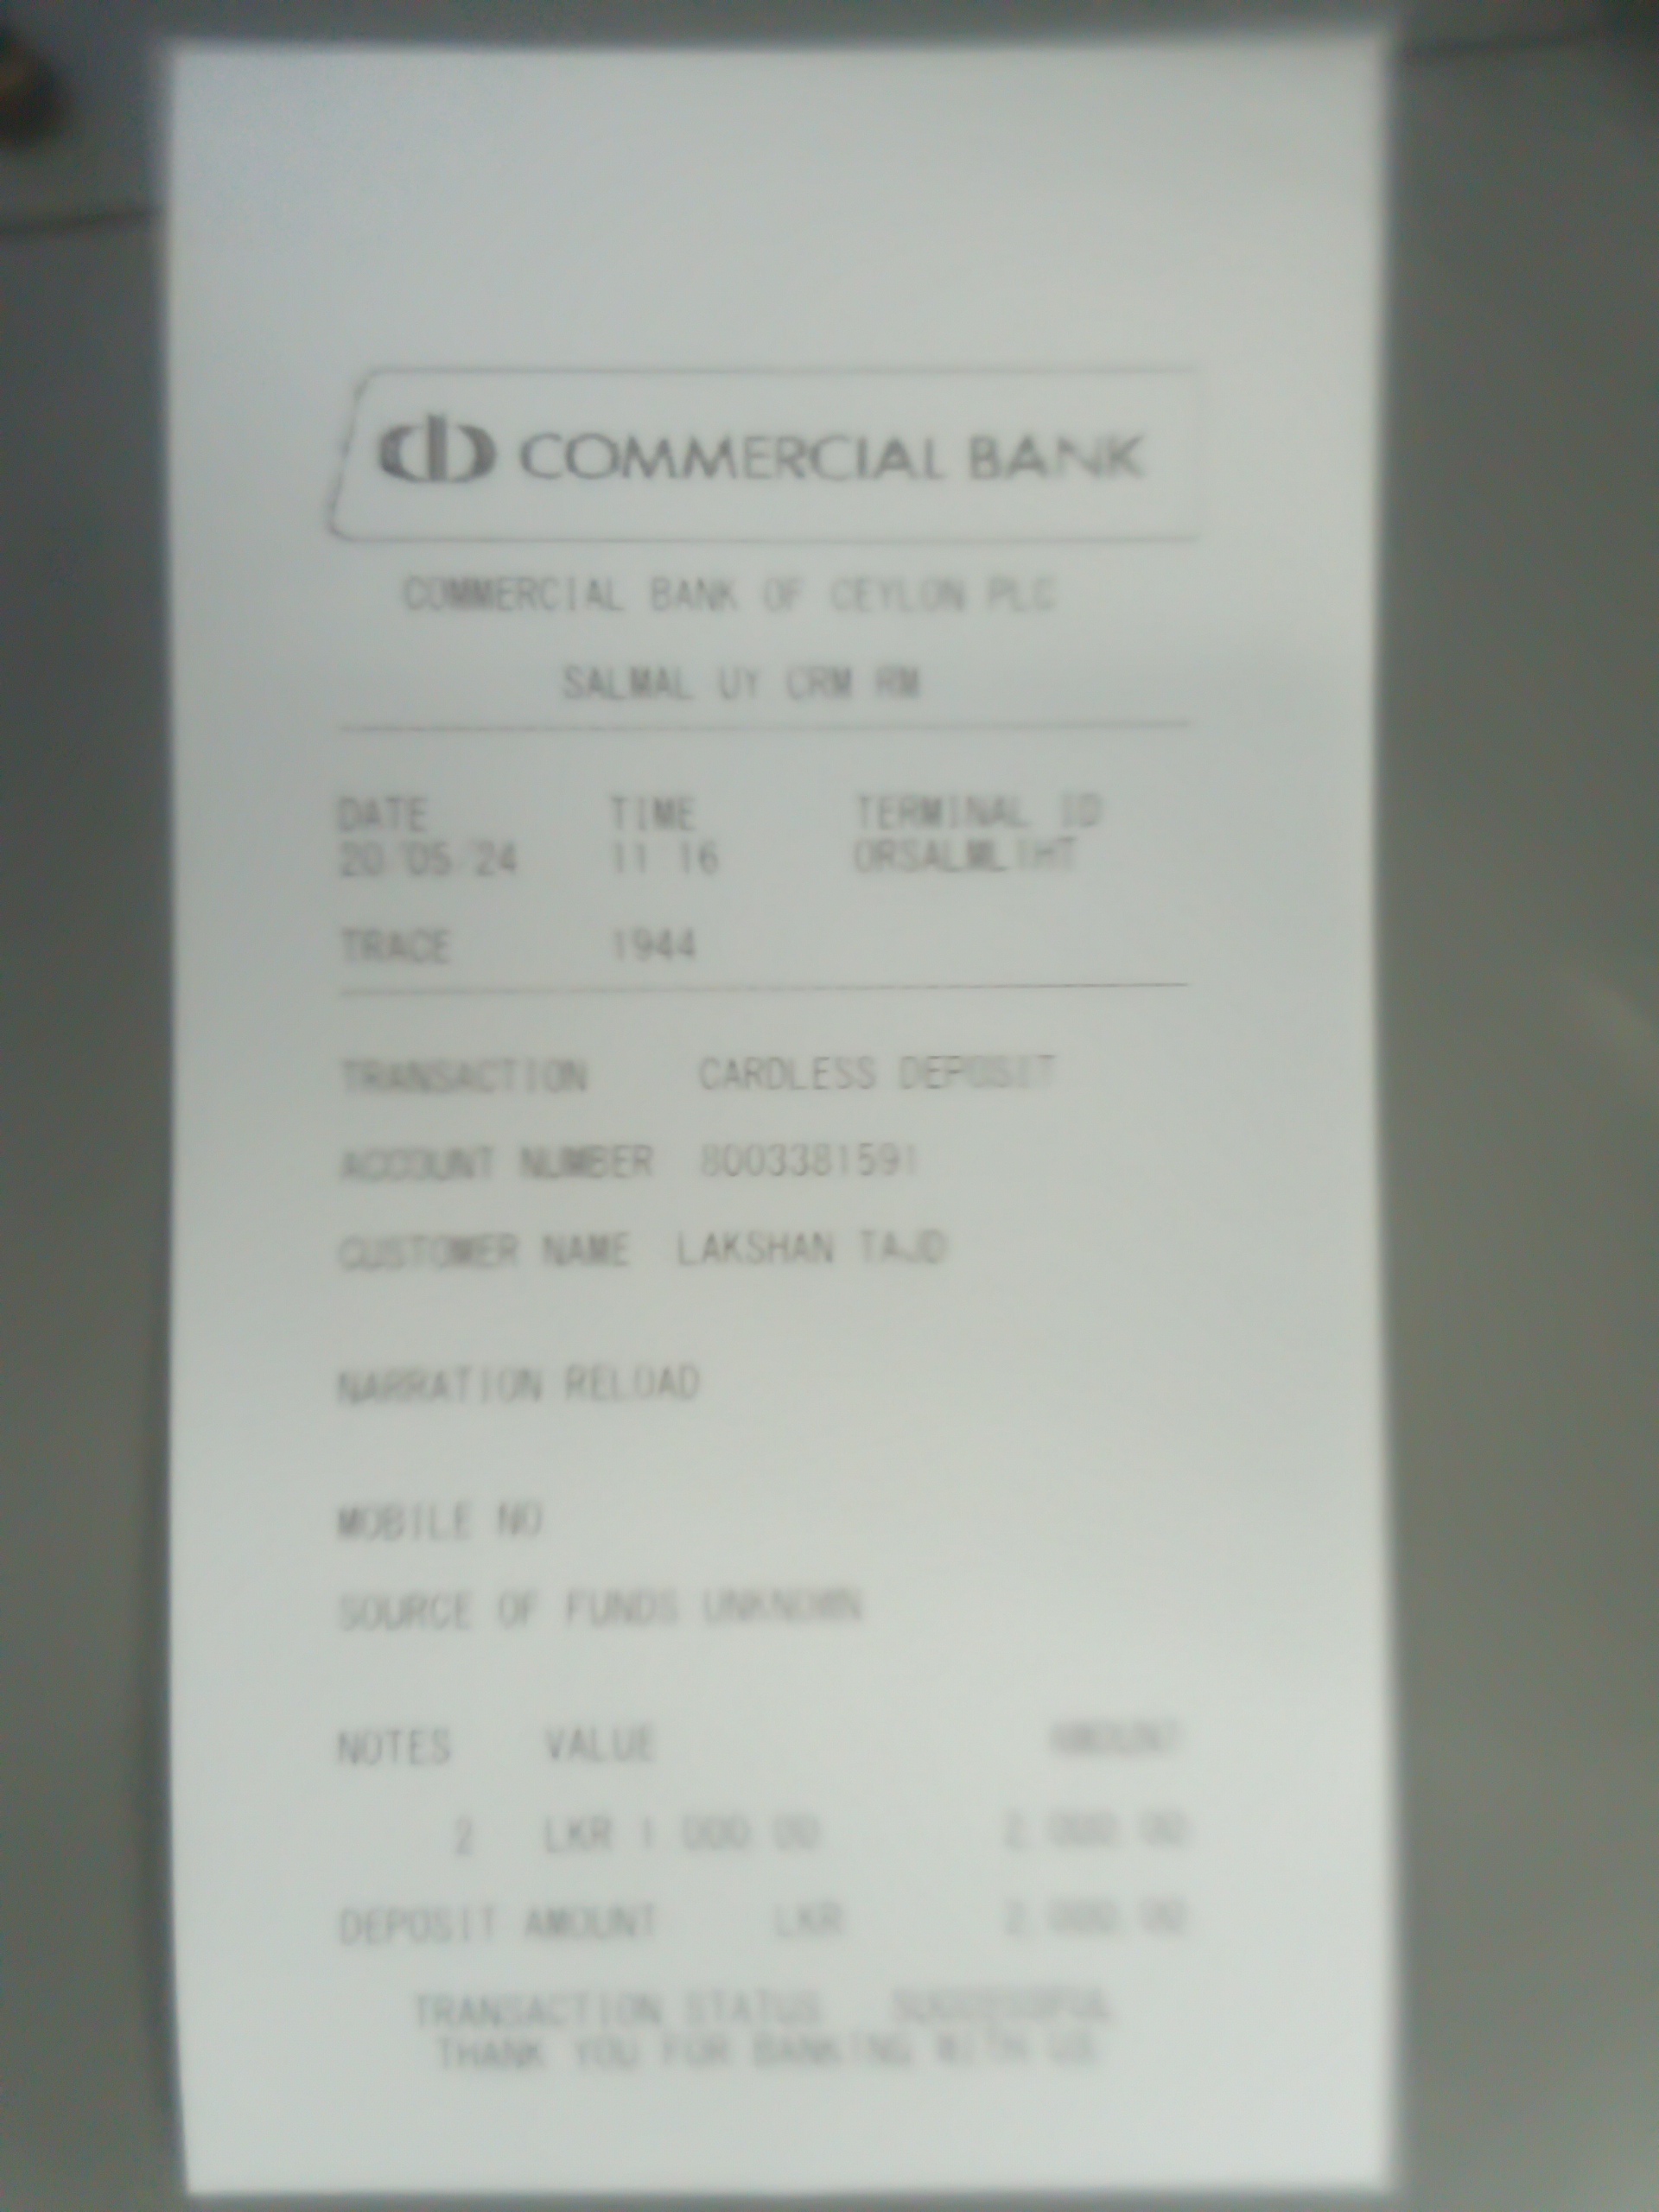 COMMERCIAL BANK
COMMERCIAL BANK OF CEYLON PLC
SALMAL UY CRM RM
DATE TIME TERMINAL ID
20/05/24 11 16
TRACE 1944
TRANSACTION CARDLESS DEPOSIT
ACCOUNT NUMBER 8003381591
CUSTOMER NAME LAKSHAN TAJD
NARRATION RELOAD
MOBILE NO
SOURCE OF FUNDS UNKNOWN
NOTES VALUE AMOUNT
2 LKR 1 000 00 2 000 00
DEPOSIT AMOUNT LKR 2 000 00
TRANSACTION STATUS SUCCESSFUL
THANK YOU FOR BANKING WITH US